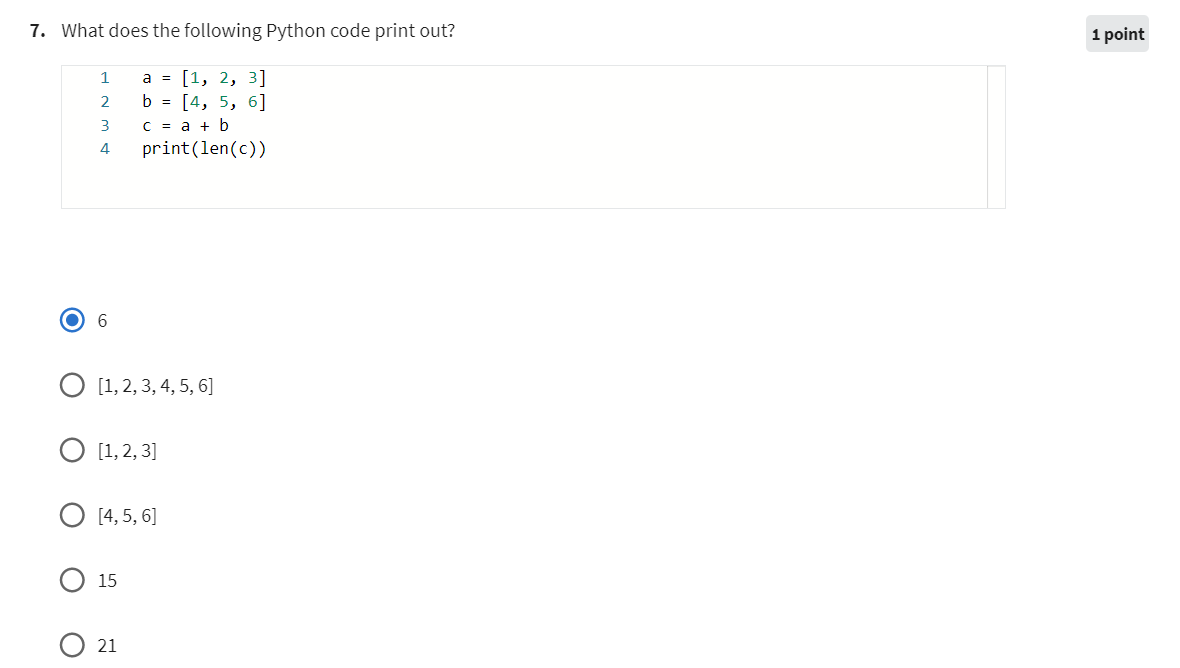 7. What does the following Python code print out?
1 point
1 a = [1, 2, 3]
2 b = [4, 5, 6]
3 c = a + b
4 print(len(c))
6
[1, 2, 3, 4, 5, 6]
[1, 2, 3]
[4, 5, 6]
15
21